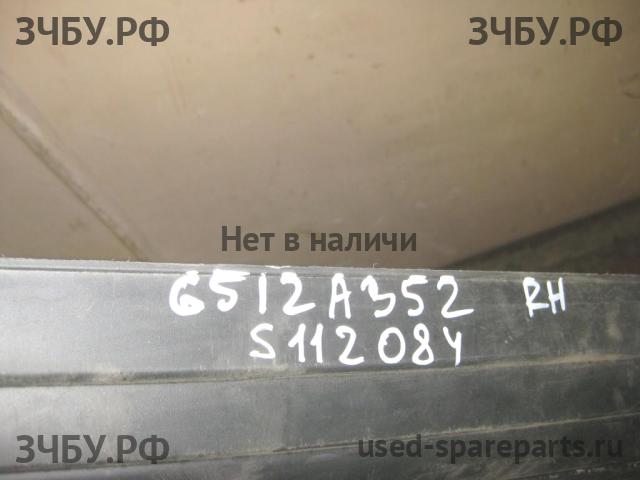 ЗЧБУ.РФ ЗЧБУ.РФ
Нет в наличи
6512A352 RH
S112084
ЗЧБУ.РФ used-spareparts.ru